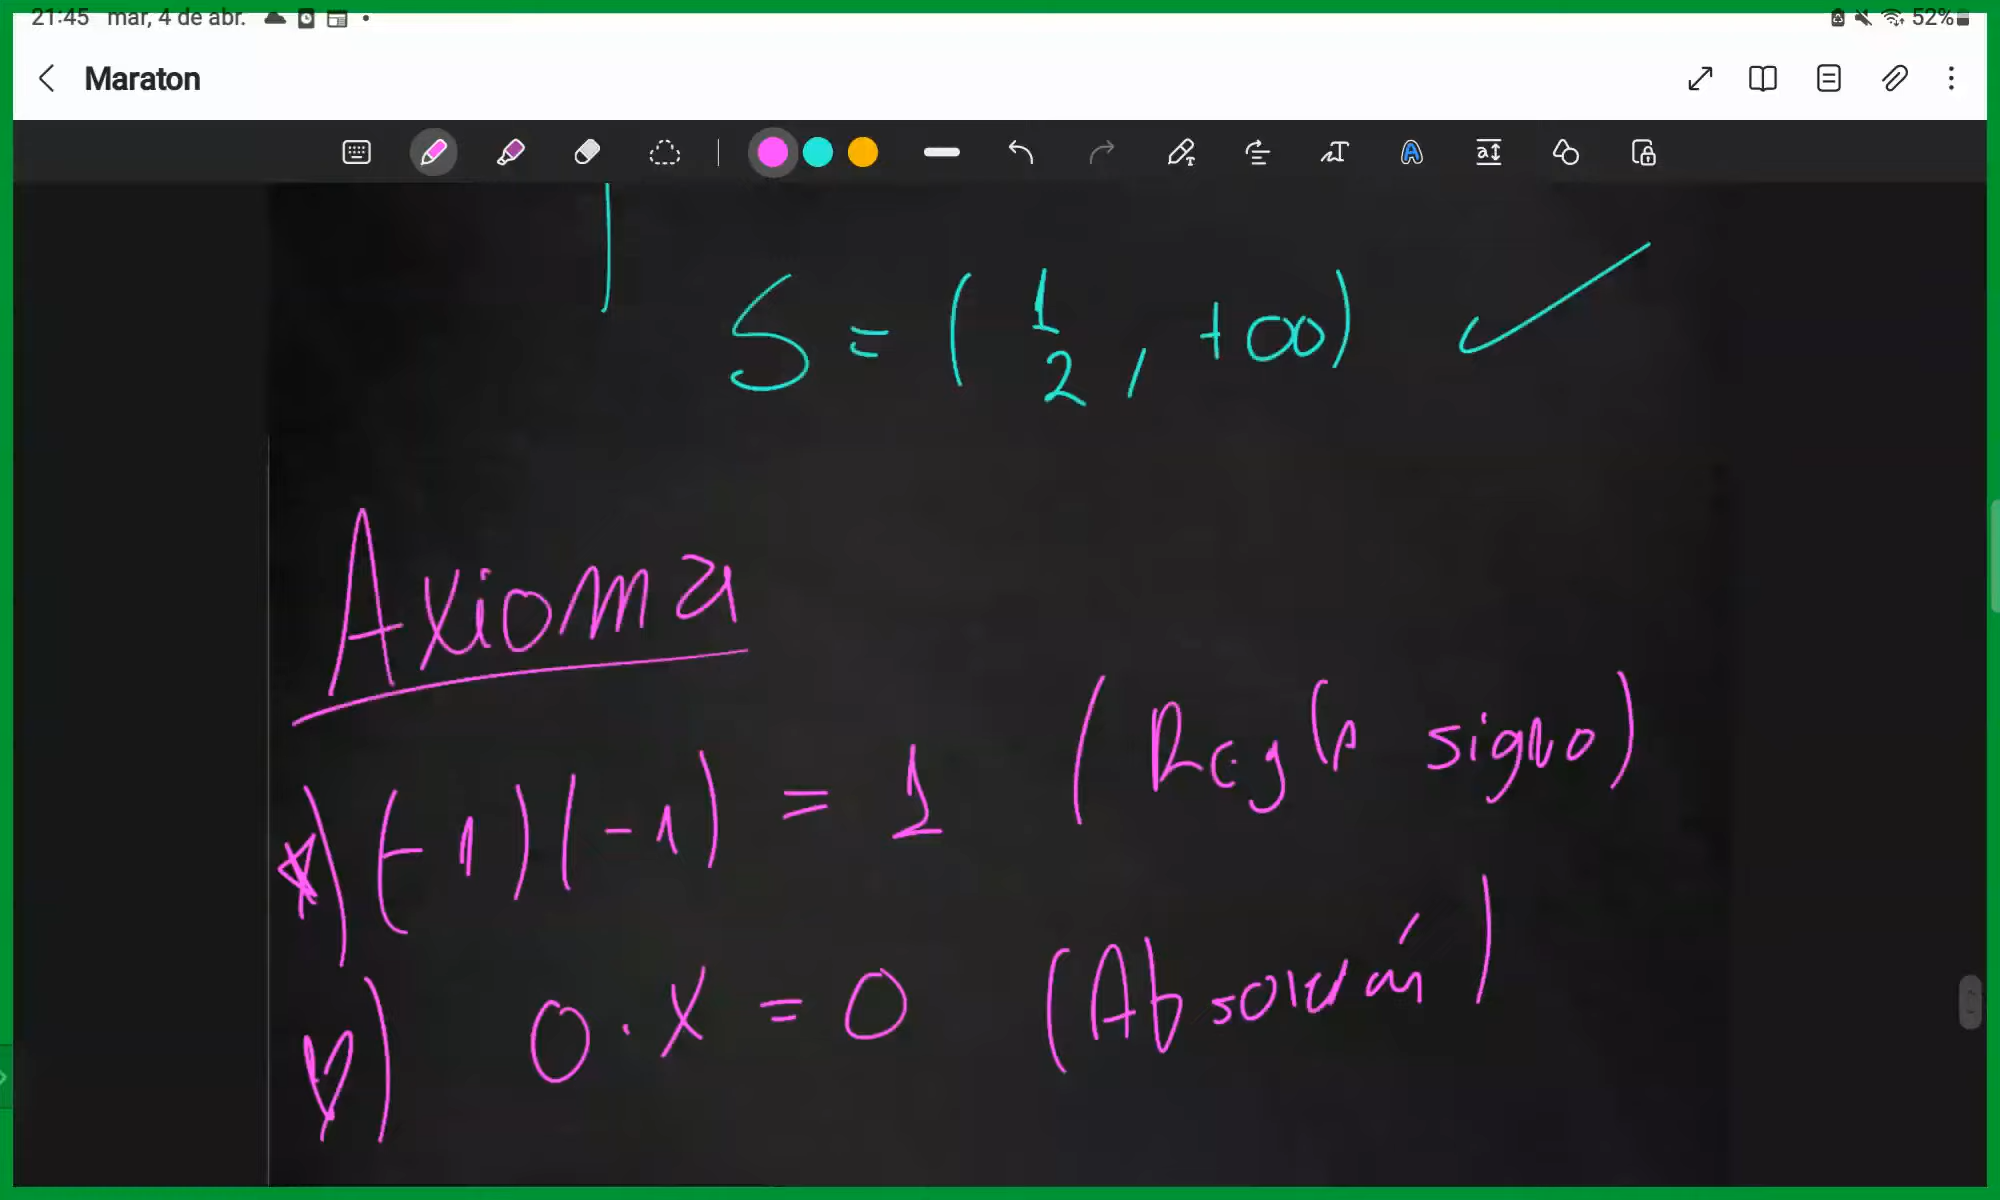 21:45 mar, 4 de abr. 52%
Maraton
S = ( 1/2 , +∞)
Axioma
(-1)(-1) = 1 (Regla signo)
0 · x = 0 (Absorción)